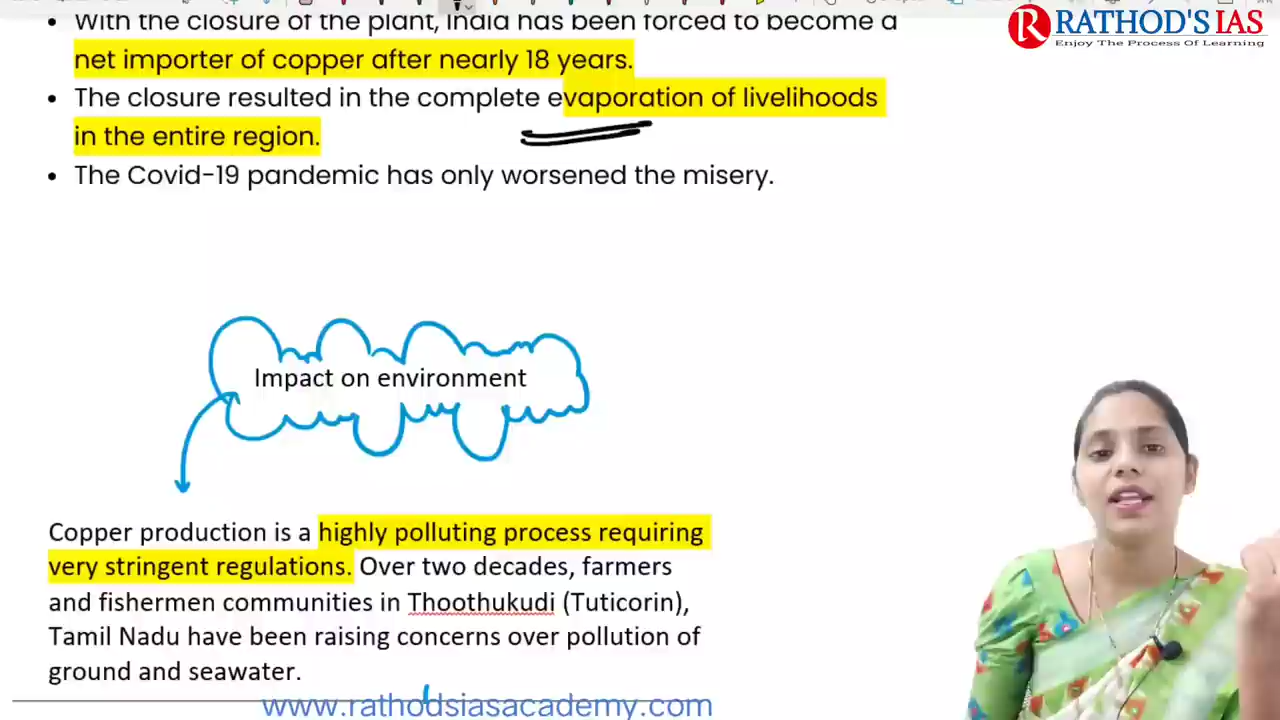 • With the closure of the plant, India has been forced to become a
net importer of copper after nearly 18 years.
• The closure resulted in the complete evaporation of livelihoods
in the entire region.
• The Covid-19 pandemic has only worsened the misery.
R RATHOD'S IAS
Enjoy The Process Of Learning
Impact on environment
Copper production is a highly polluting process requiring
very stringent regulations. Over two decades, farmers
and fishermen communities in Thoothukudi (Tuticorin),
Tamil Nadu have been raising concerns over pollution of
ground and seawater.
www.rathodsiasacademy.com